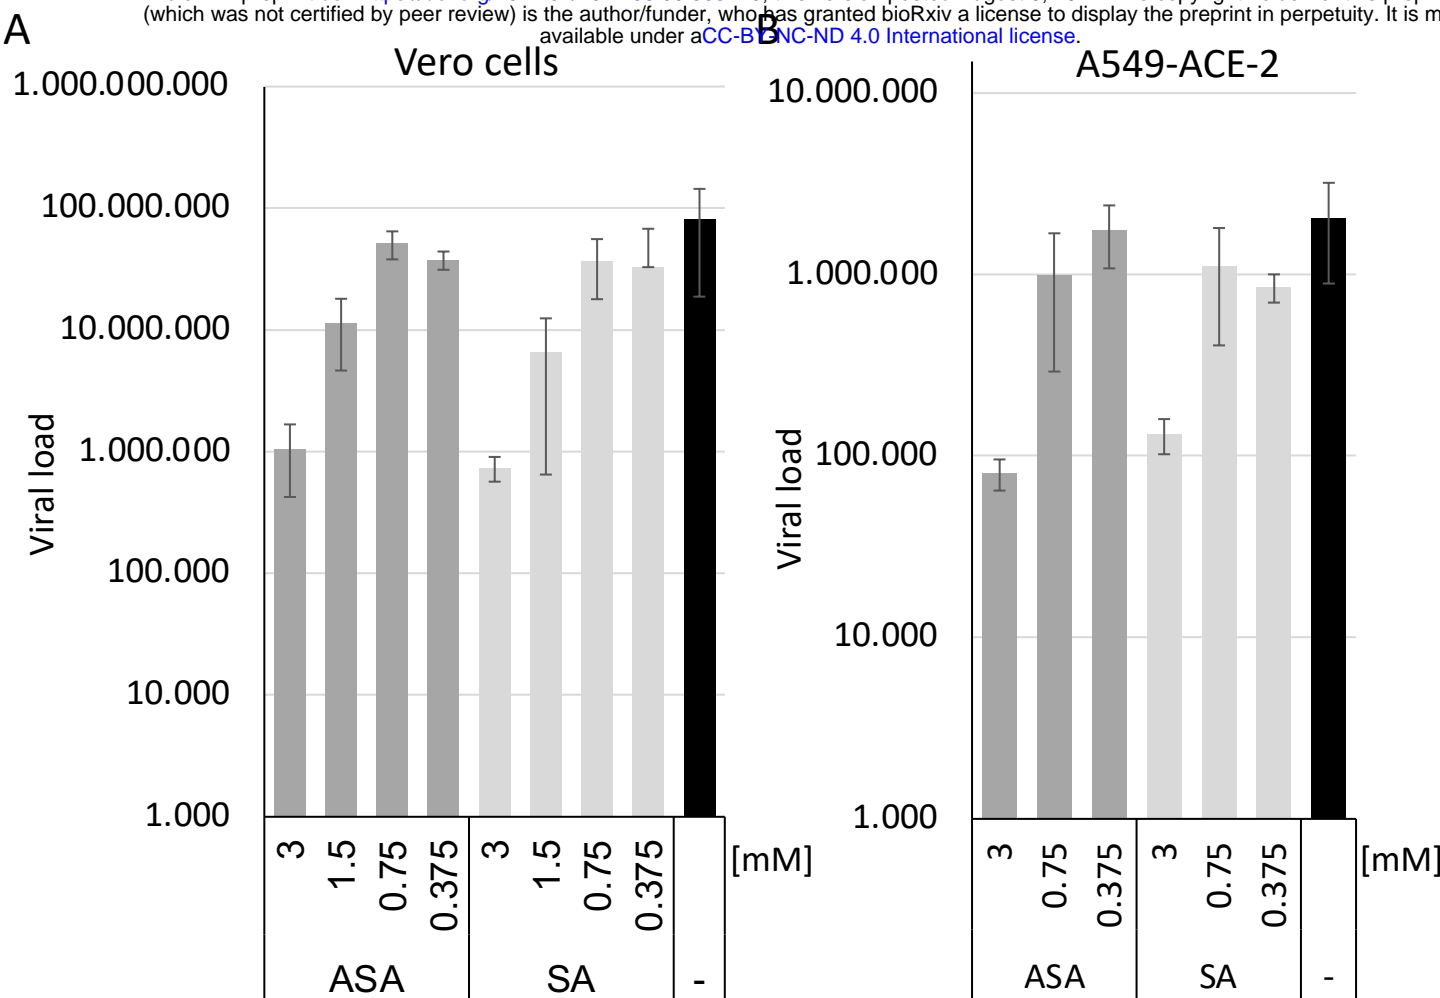 (which was not certified by peer review) is the author/funder, who has granted bioRxiv a license to display the preprint in perpetuity. It is
available under aCC-BY-NC-ND 4.0 International license.
A
B
Vero cells
1.000.000.000
100.000.000
10.000.000
1.000.000
100.000
10.000
1.000
Viral load
3 1.5 0.75 0.375 3 1.5 0.75 0.375 [mM]
ASA SA -
A549-ACE-2
10.000.000
1.000.000
100.000
10.000
1.000
Viral load
3 0.75 0.375 3 0.75 0.375 [mM]
ASA SA -